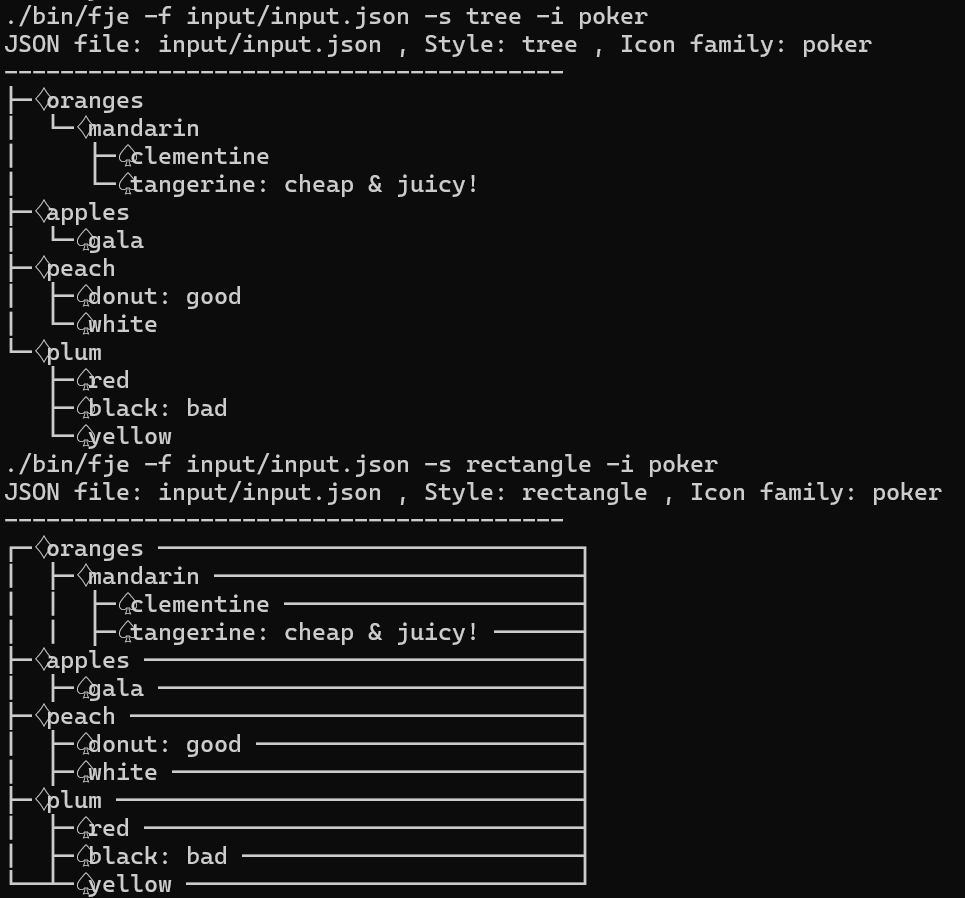 ./bin/fje -f input/input.json -s tree -i poker
JSON file: input/input.json , Style: tree , Icon family: poker
----------------------------------------
├─♢oranges
│  └─♢mandarin
│     ├─♤clementine
│     └─♤tangerine: cheap & juicy!
├─♢apples
│  └─♤gala
├─♢peach
│  ├─♤donut: good
│  └─♤white
└─♢plum
   ├─♤red
   ├─♤black: bad
   └─♤yellow
./bin/fje -f input/input.json -s rectangle -i poker
JSON file: input/input.json , Style: rectangle , Icon family: poker
----------------------------------------
┌─♢oranges ───────────────────────────────┐
│  ├─♢mandarin ───────────────────────────┤
│  │  ├─♤clementine ──────────────────────┤
│  │  ├─♤tangerine: cheap & juicy! ───────┤
├─♢apples ────────────────────────────────┤
│  ├─♤gala ───────────────────────────────┤
├─♢peach ─────────────────────────────────┤
│  ├─♤donut: good ────────────────────────┤
│  ├─♤white ──────────────────────────────┤
├─♢plum ──────────────────────────────────┤
│  ├─♤red ────────────────────────────────┤
│  ├─♤black: bad ─────────────────────────┤
└──┴─♤yellow ─────────────────────────────┘